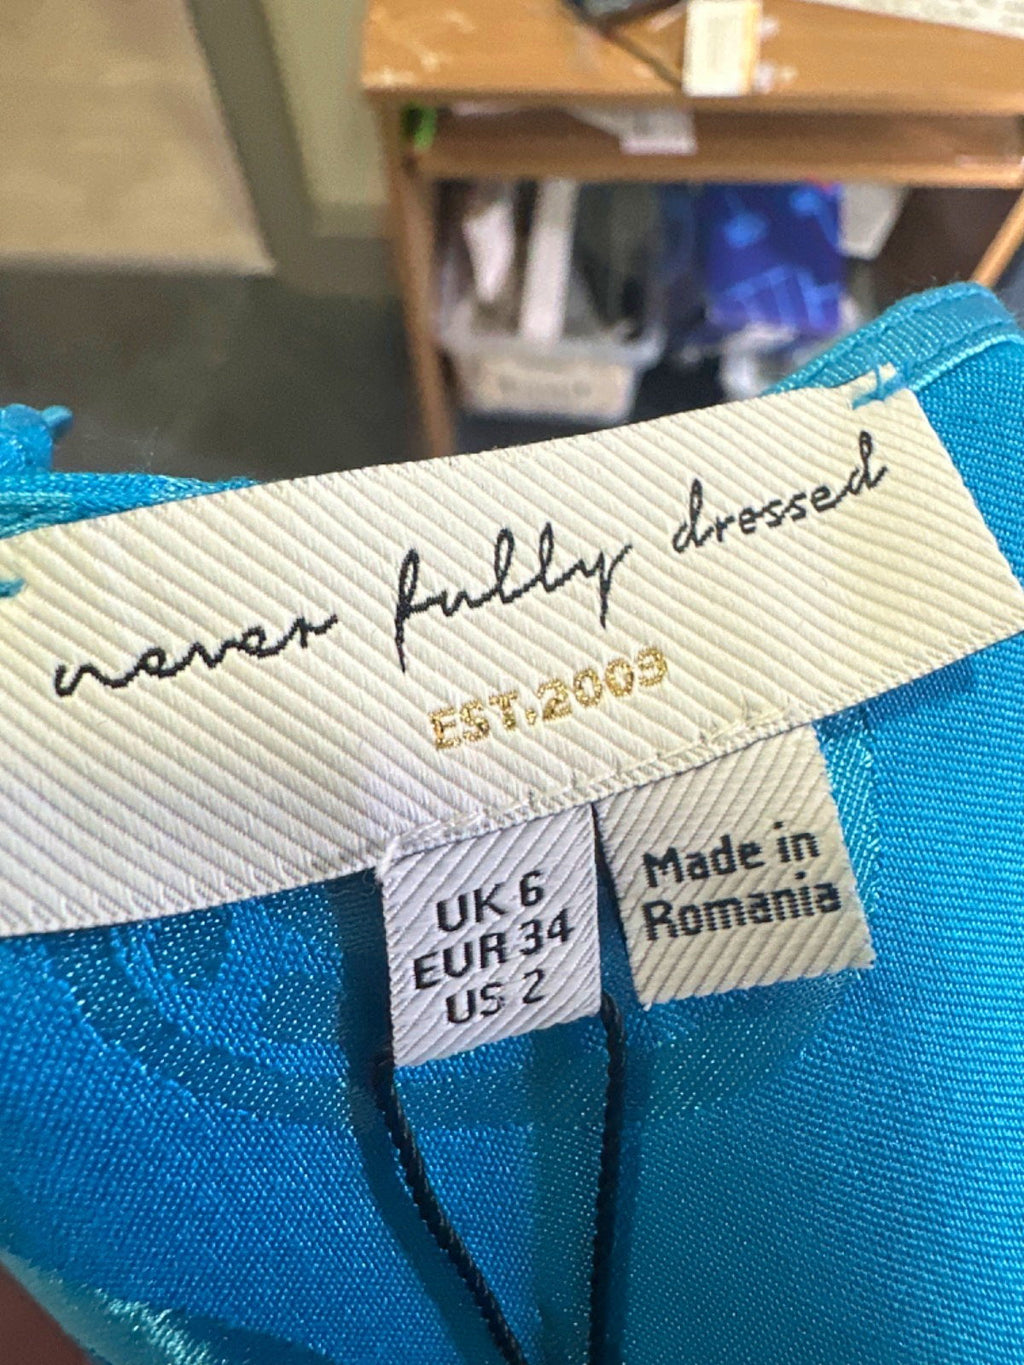 never fully dressed
EST.2009
UK 6
EUR 34
US 2
Made in
Romania